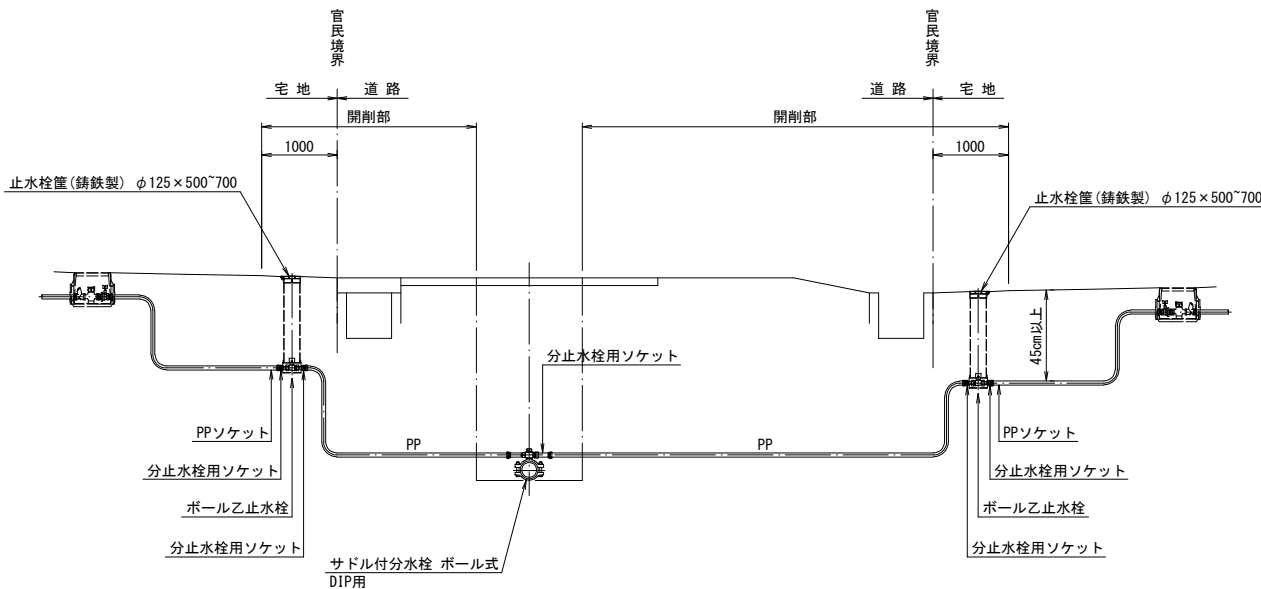 官民境界
官民境界
宅 地
道 路
道 路
宅 地
開削部
開削部
1000
1000
止水栓筐(鋳鉄製) φ125×500~700
止水栓筐(鋳鉄製) φ125×500~700
45cm以上
分止水栓用ソケット
PPソケット
PP
PP
PPソケット
分止水栓用ソケット
分止水栓用ソケット
ボール乙止水栓
ボール乙止水栓
分止水栓用ソケット
分止水栓用ソケット
サドル付分水栓 ボール式
DIP用